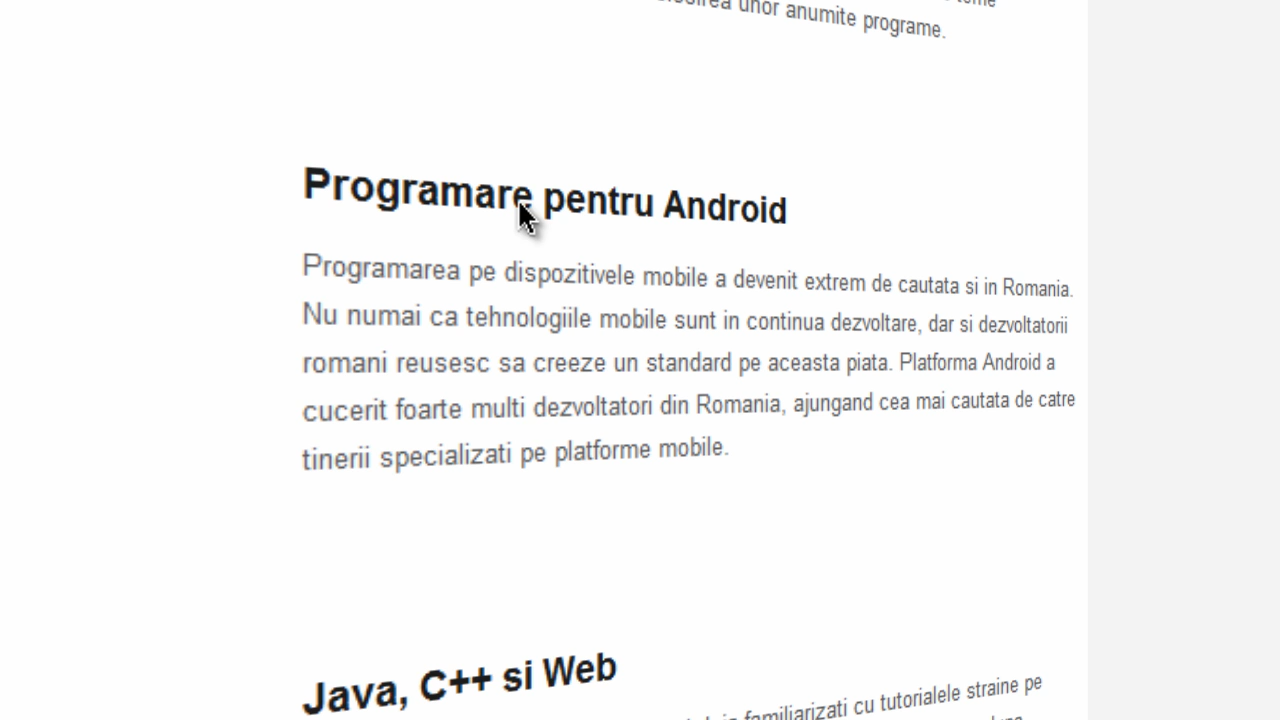 unor anumite programe.
Programare pentru Android
Programarea pe dispozitivele mobile a devenit extrem de cautata si in Romania.
Nu numai ca tehnologiile mobile sunt in continua dezvoltare, dar si dezvoltatorii
romani reusesc sa creeze un standard pe aceasta piata. Platforma Android a
cucerit foarte multi dezvoltatori din Romania, ajungand cea mai cautata de catre
tinerii specializati pe platforme mobile.
Java, C++ si Web
familiarizati cu tutorialele straine pe